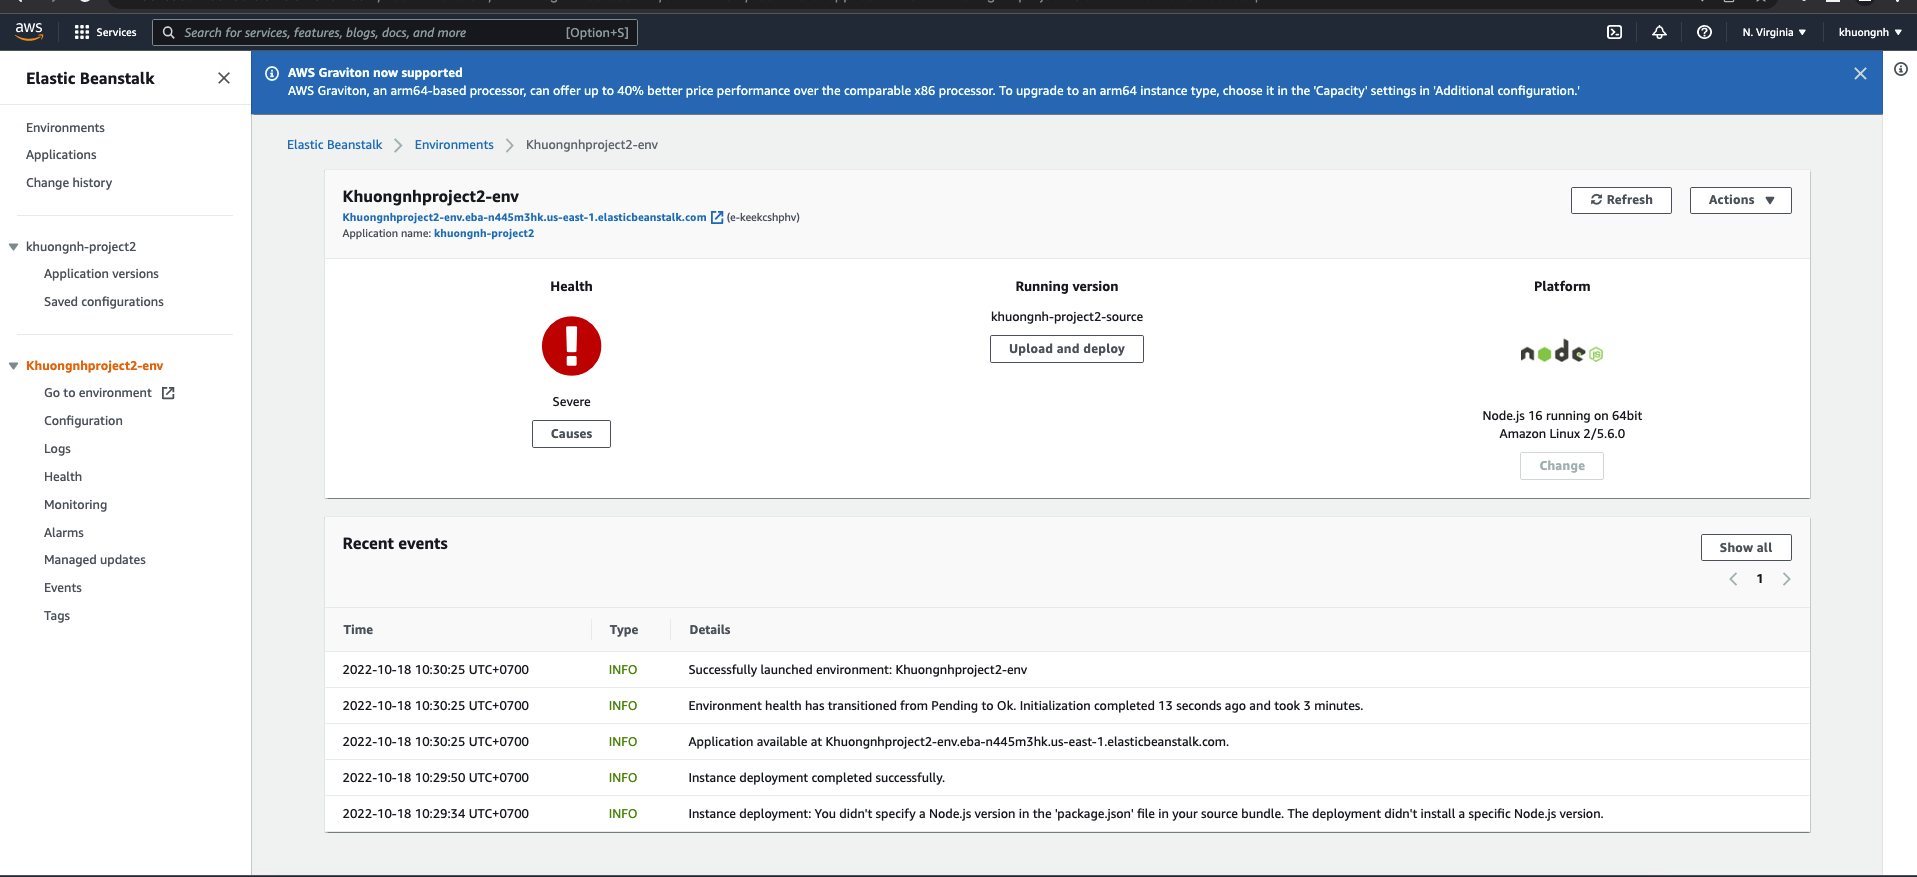 aws
Services
Search for services, features, blogs, docs, and more
[Option+S]
N. Virginia
khuongnh
Elastic Beanstalk
Environments
Applications
Change history
khuongnh-project2
Application versions
Saved configurations
Khuongnhproject2-env
Go to environment
Configuration
Logs
Health
Monitoring
Alarms
Managed updates
Events
Tags
AWS Graviton now supported
AWS Graviton, an arm64-based processor, can offer up to 40% better price performance over the comparable x86 processor. To upgrade to an arm64 instance type, choose it in the 'Capacity' settings in 'Additional configuration.'
Elastic Beanstalk
Environments
Khuongnhproject2-env
Khuongnhproject2-env
Khuongnhproject2-env.eba-n445m3hk.us-east-1.elasticbeanstalk.com (e-keekcshphv)
Application name: khuongnh-project2
Refresh
Actions
Health
Severe
Causes
Running version
khuongnh-project2-source
Upload and deploy
Platform
node
JS
Node.js 16 running on 64bit
Amazon Linux 2/5.6.0
Change
Recent events
Show all
1
Time Type Details
2022-10-18 10:30:25 UTC+0700 INFO Successfully launched environment: Khuongnhproject2-env
2022-10-18 10:30:25 UTC+0700 INFO Environment health has transitioned from Pending to Ok. Initialization completed 13 seconds ago and took 3 minutes.
2022-10-18 10:30:25 UTC+0700 INFO Application available at Khuongnhproject2-env.eba-n445m3hk.us-east-1.elasticbeanstalk.com.
2022-10-18 10:29:50 UTC+0700 INFO Instance deployment completed successfully.
2022-10-18 10:29:34 UTC+0700 INFO Instance deployment: You didn't specify a Node.js version in the 'package.json' file in your source bundle. The deployment didn't install a specific Node.js version.